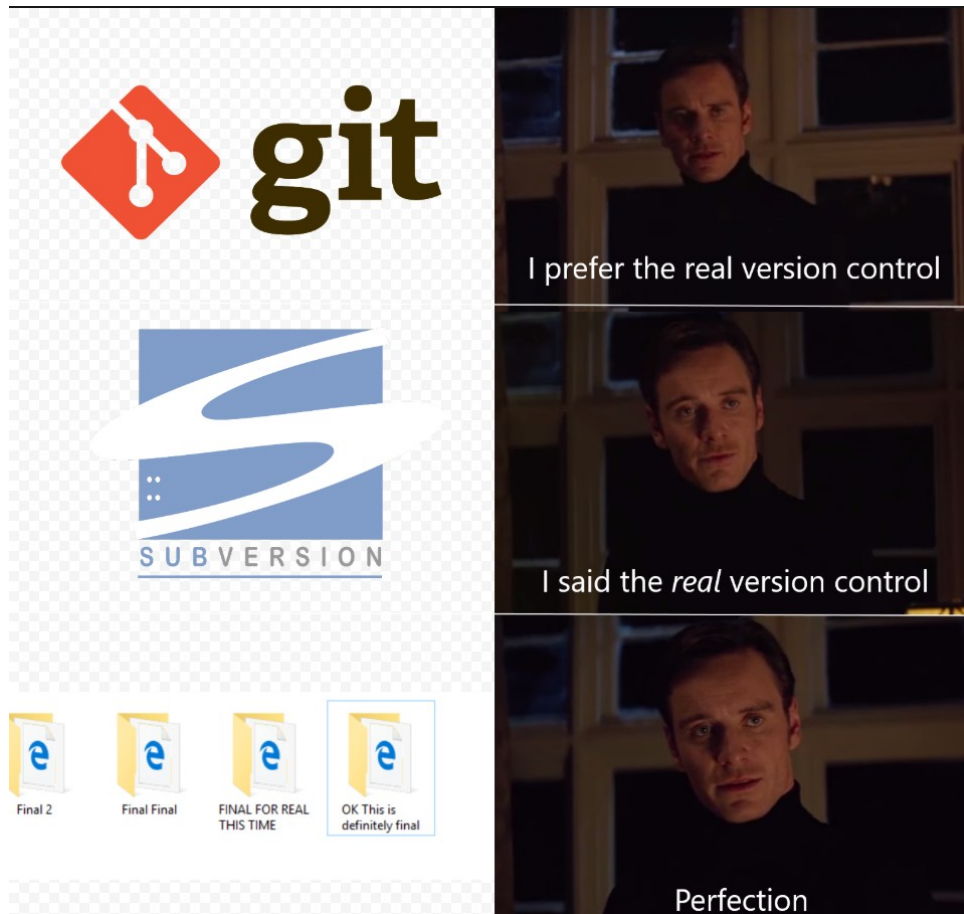 git
I prefer the real version control
SUBVERSION
I said the real version control
Final 2
Final Final
FINAL FOR REAL
THIS TIME
OK This is
definitely final
Perfection